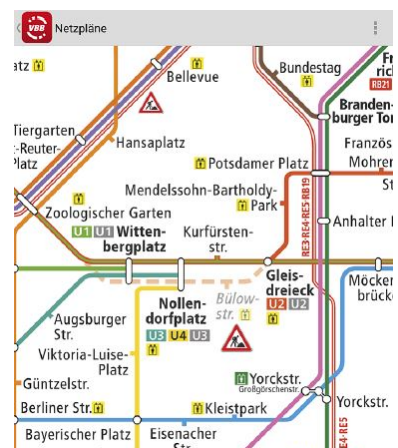 VBB Netzpläne
atz
Bellevue
Bundestag
Fr
ric
RB21
Branden-
burger Tor
Tiergarten
t-Reuter-
Platz
Hansaplatz
Französ
Mohren
St
Potsdamer Platz
Mendelssohn-Bartholdy-
Park
RE3·RE4·RE5·RB19
Zoologischer Garten
U1 U1 Witten-
bergplatz
Kurfürsten-
str.
Anhalter
Gleis-
dreieck
U2 U2
Möcker
brück
Nollen-
dorfplatz
U3 U4 U3
Bülow-
str.
Augsburger
Str.
Viktoria-Luise-
Platz
Güntzelstr.
Yorckstr.
Großgörschenstr.
Yorckstr.
Berliner Str.
Kleistpark
Bayerischer Platz
Eisenacher
Str.
E4·RE5